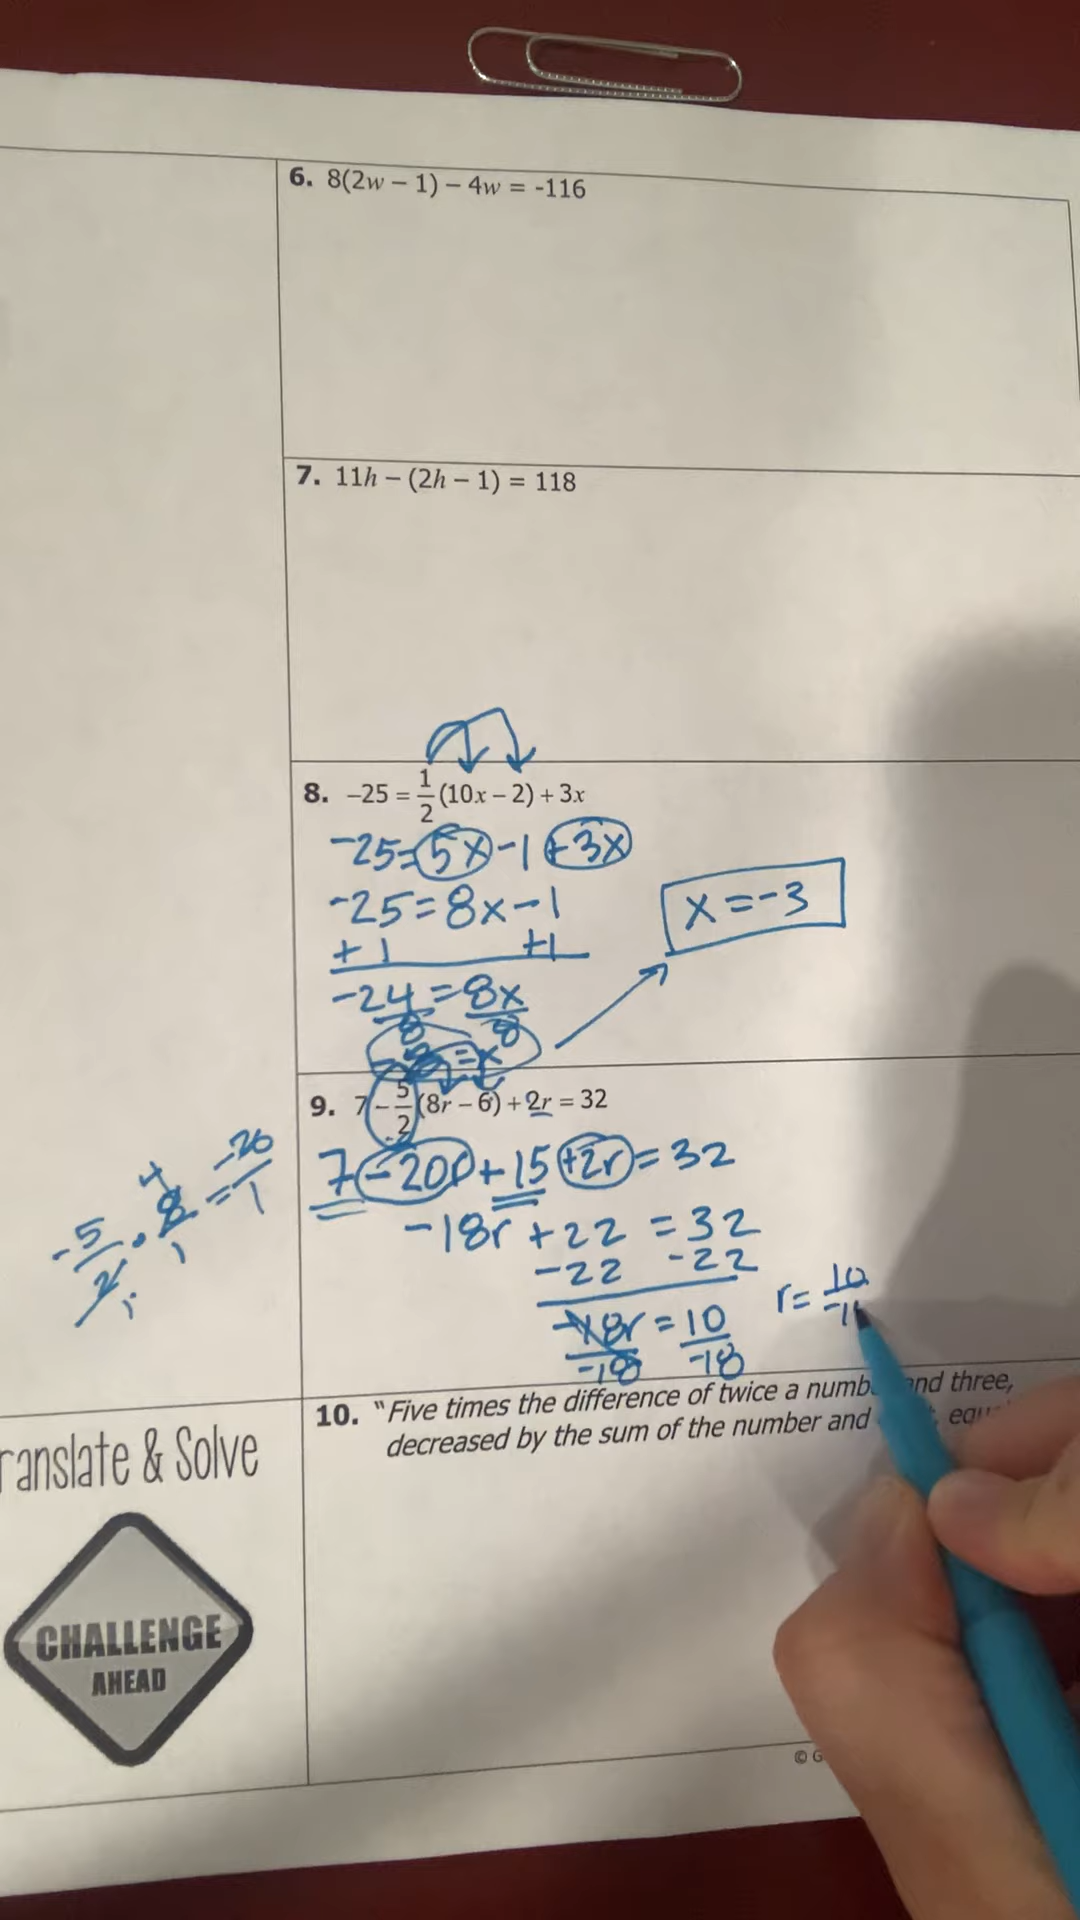 6. 8(2w – 1) – 4w = -116
7. 11h – (2h – 1) = 118
8. –25 = 1/2 (10x – 2) + 3x
-25=5x-1+3x
-25=8x-1
+1 +1
-24/8=8x/8
=x
x=-3
9. 7 – 5/2 (8r – 6) + 2r = 32
7-20r+15+2r=32
-18r+22=32
-22 -22
-18r/-18=10/-18
r=10/
-5/2 · 8/1 = -20/1
4
1
10. "Five times the difference of twice a and three,
decreased by the sum of the number and
ranslate & Solve
CHALLENGE
AHEAD
© G